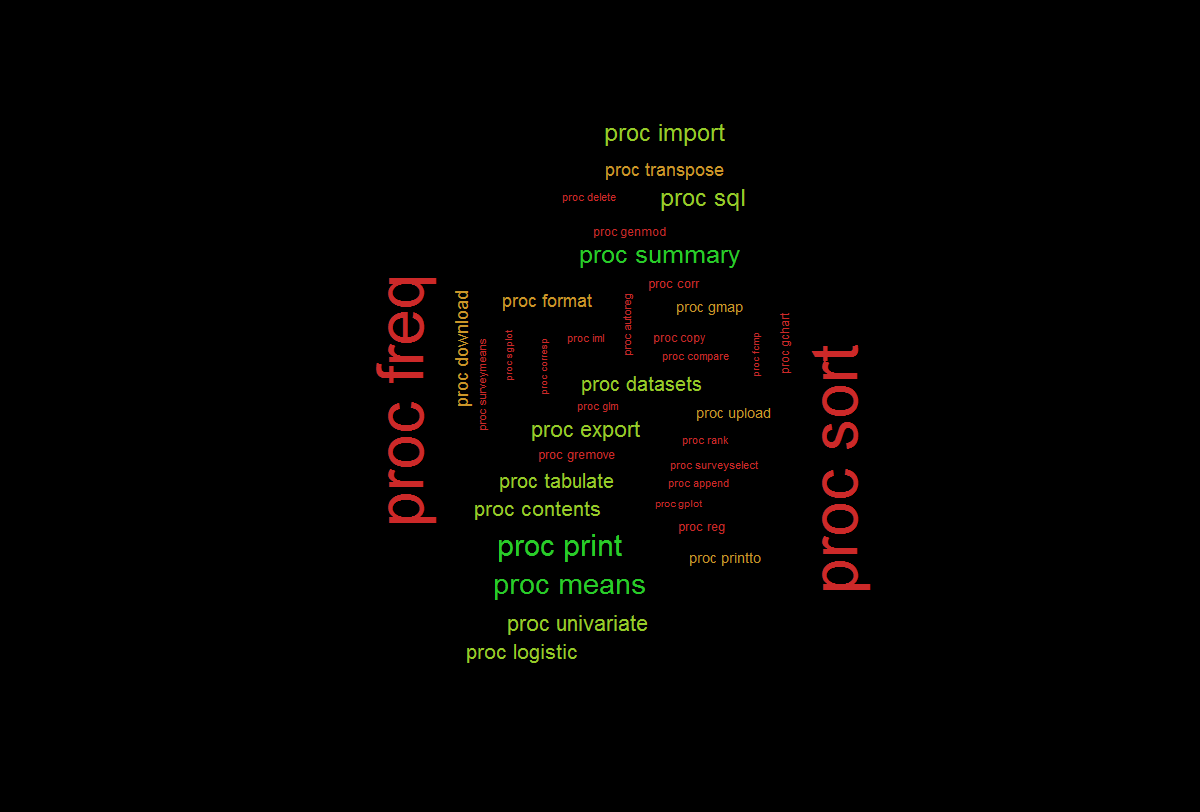 proc import
proc transpose
proc delete
proc sql
proc genmod
proc summary
proc freq
proc download
proc format
proc corr
proc autoreg
proc gmap
proc gchart
proc surveymeans
proc sgplot
proc corresp
proc iml
proc copy
proc compare
proc fcmp
proc sort
proc datasets
proc glm
proc upload
proc export
proc rank
proc gremove
proc surveyselect
proc tabulate
proc append
proc contents
proc gplot
proc reg
proc print
proc printto
proc means
proc univariate
proc logistic